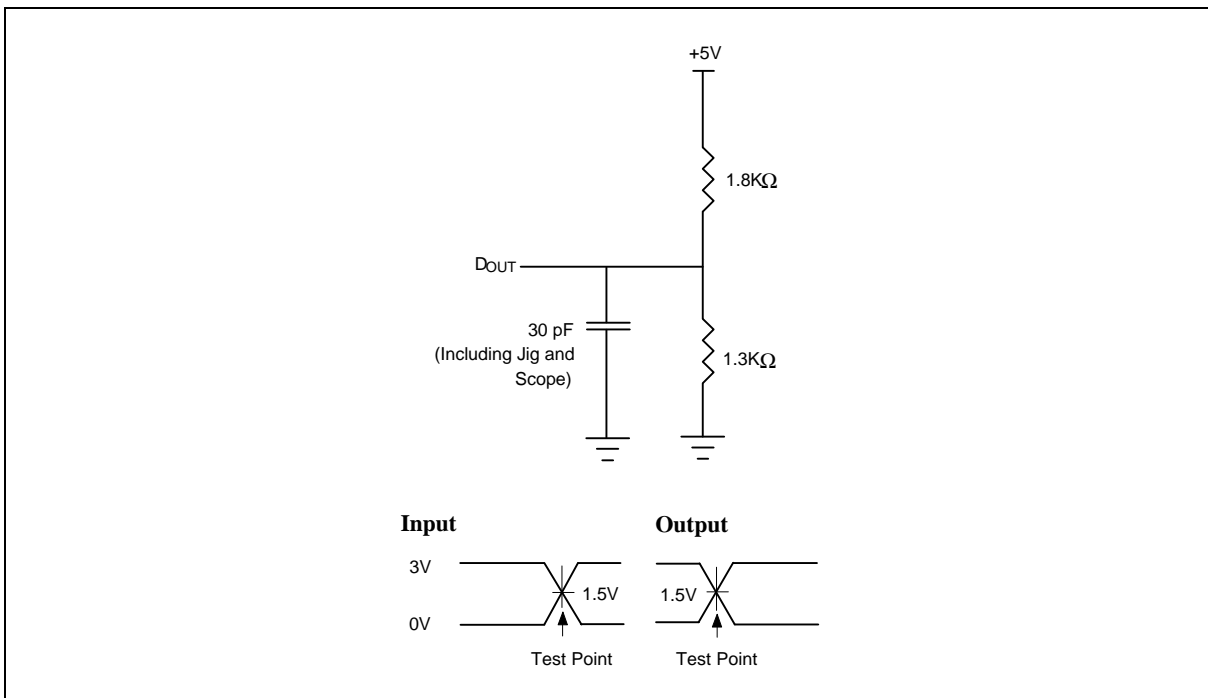 +5V
1.8KΩ
DOUT
30 pF
(Including Jig and
Scope)
1.3KΩ
Input
Output
3V
1.5V
1.5V
0V
Test Point
Test Point